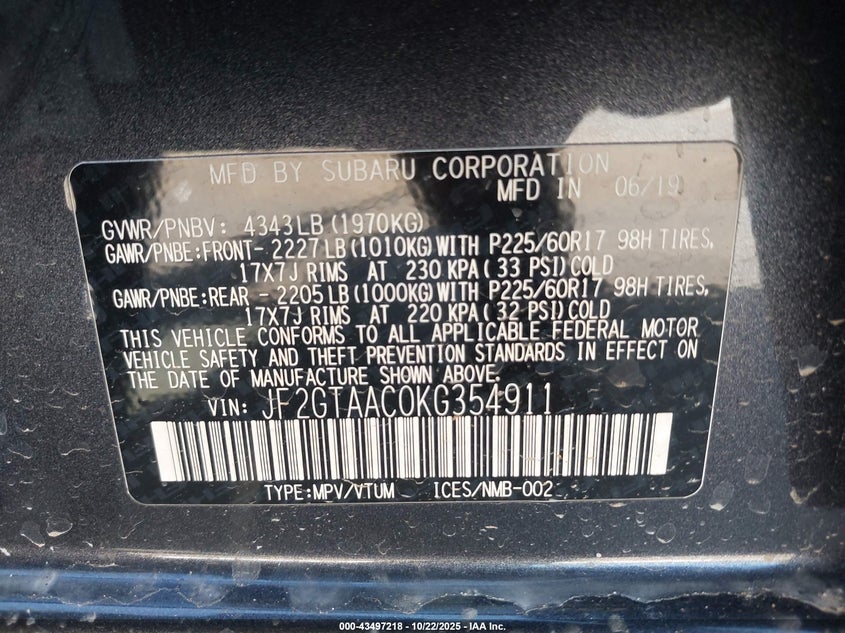 MFD BY SUBARU CORPORATION
MFD IN 06/19
GVWR/PNBV: 4343LB(1970KG)
GAWR/PNBE:FRONT-2227LB(1010KG)WITH P225/60R17 98H TIRES,
17X7J RIMS AT 230 KPA(33 PSI)COLD
GAWR/PNBE:REAR -2205LB(1000KG)WITH P225/60R17 98H TIRES,
17X7J RIMS AT 220 KPA(32 PSI)COLD
THIS VEHICLE CONFORMS TO ALL APPLICABLE FEDERAL MOTOR
VEHICLE SAFETY AND THEFT PREVENTION STANDARDS IN EFFECT ON
THE DATE OF MANUFACTURE SHOWN ABOVE.
VIN: JF2GTAAC0KG354911
TYPE:MPV/VTUM ICES/NMB-002
000-43497218 - 10/22/2025 - IAA Inc.